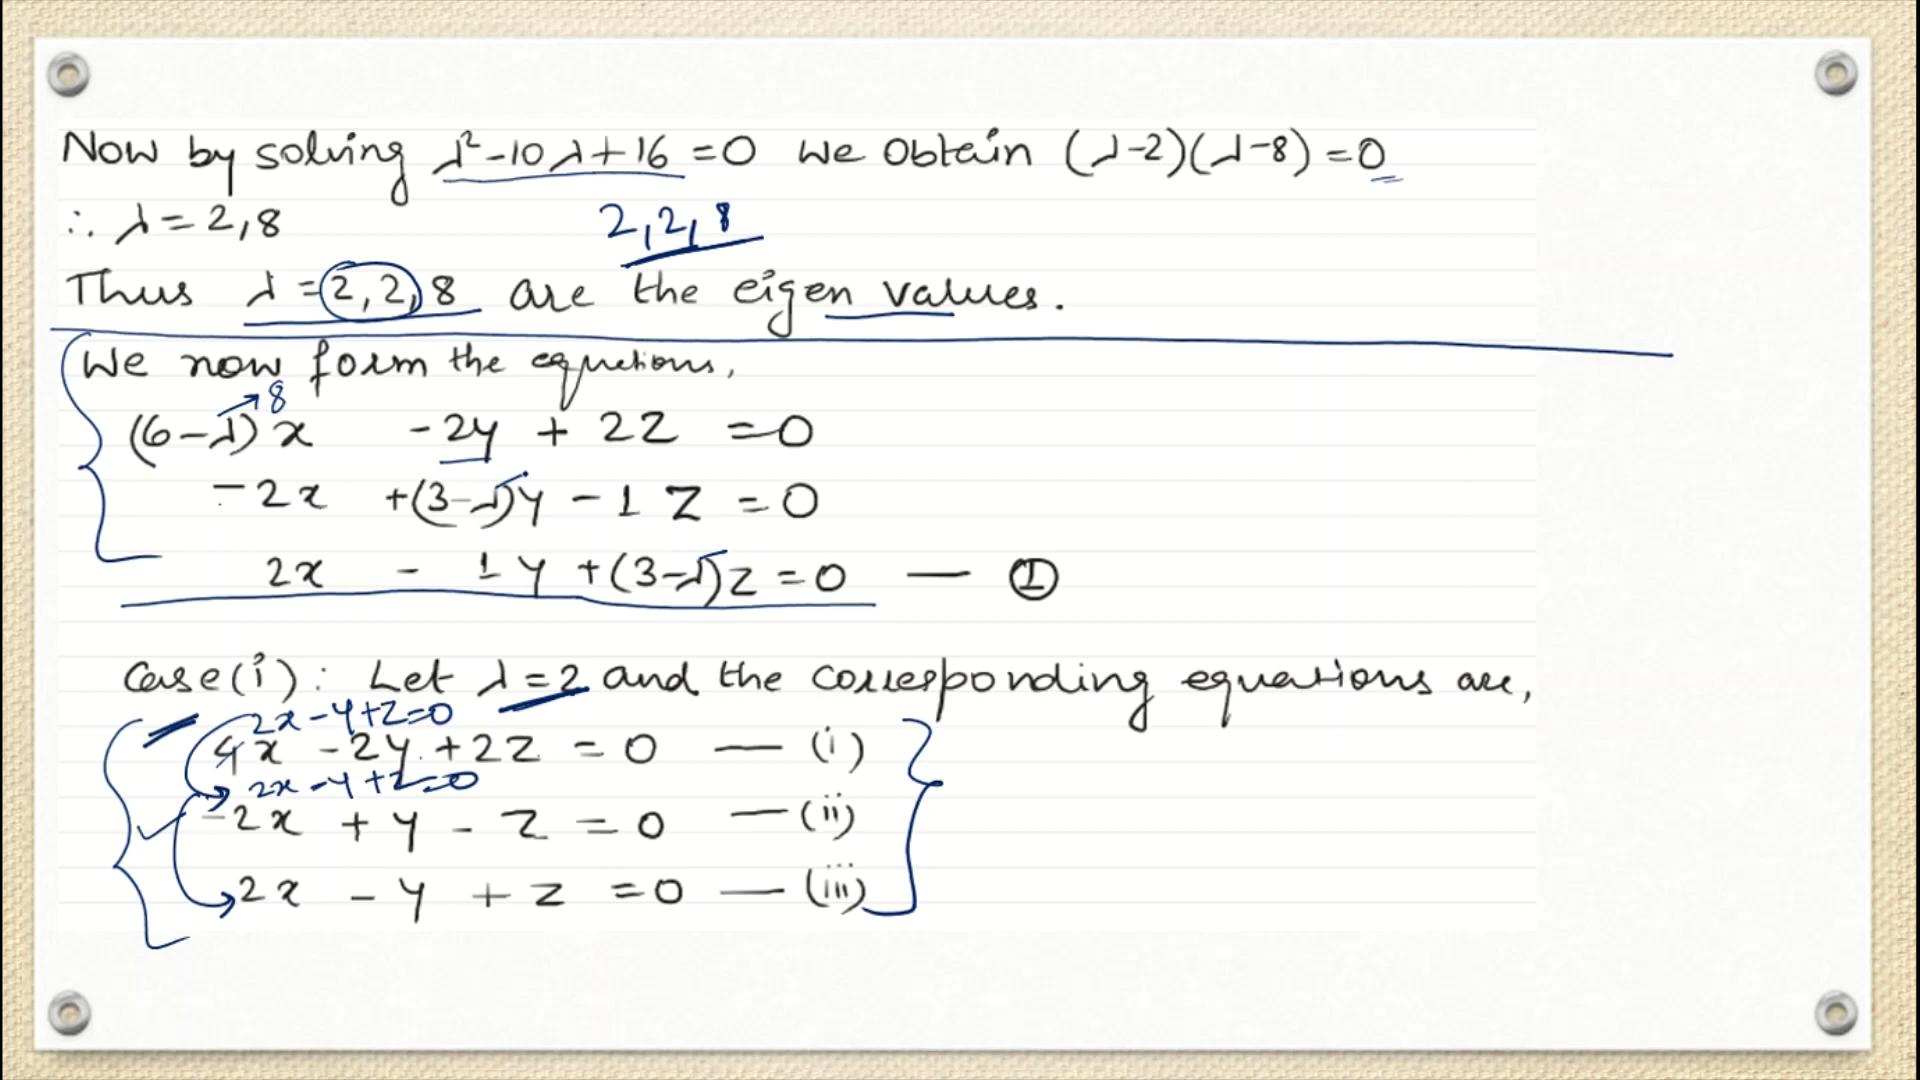 Now by solving λ²-10λ+16 =0 we obtain (λ-2)(λ-8) =0
∴ λ = 2,8 2,2,8
Thus λ =2,2,8 are the eigen values.
We now form the equations,
8
(6-λ)x -2y + 2z =0
-2x +(3-λ)y - 1 z =0
2x - 1y +(3-λ)z =0 — ①
Case(i): Let λ=2 and the corresponding equations are,
2x-y+z=0
4x -2y +2z = 0 — (i)
2x-y+z=0
-2x + y - z = 0 — (ii)
2x - y + z =0 — (iii)